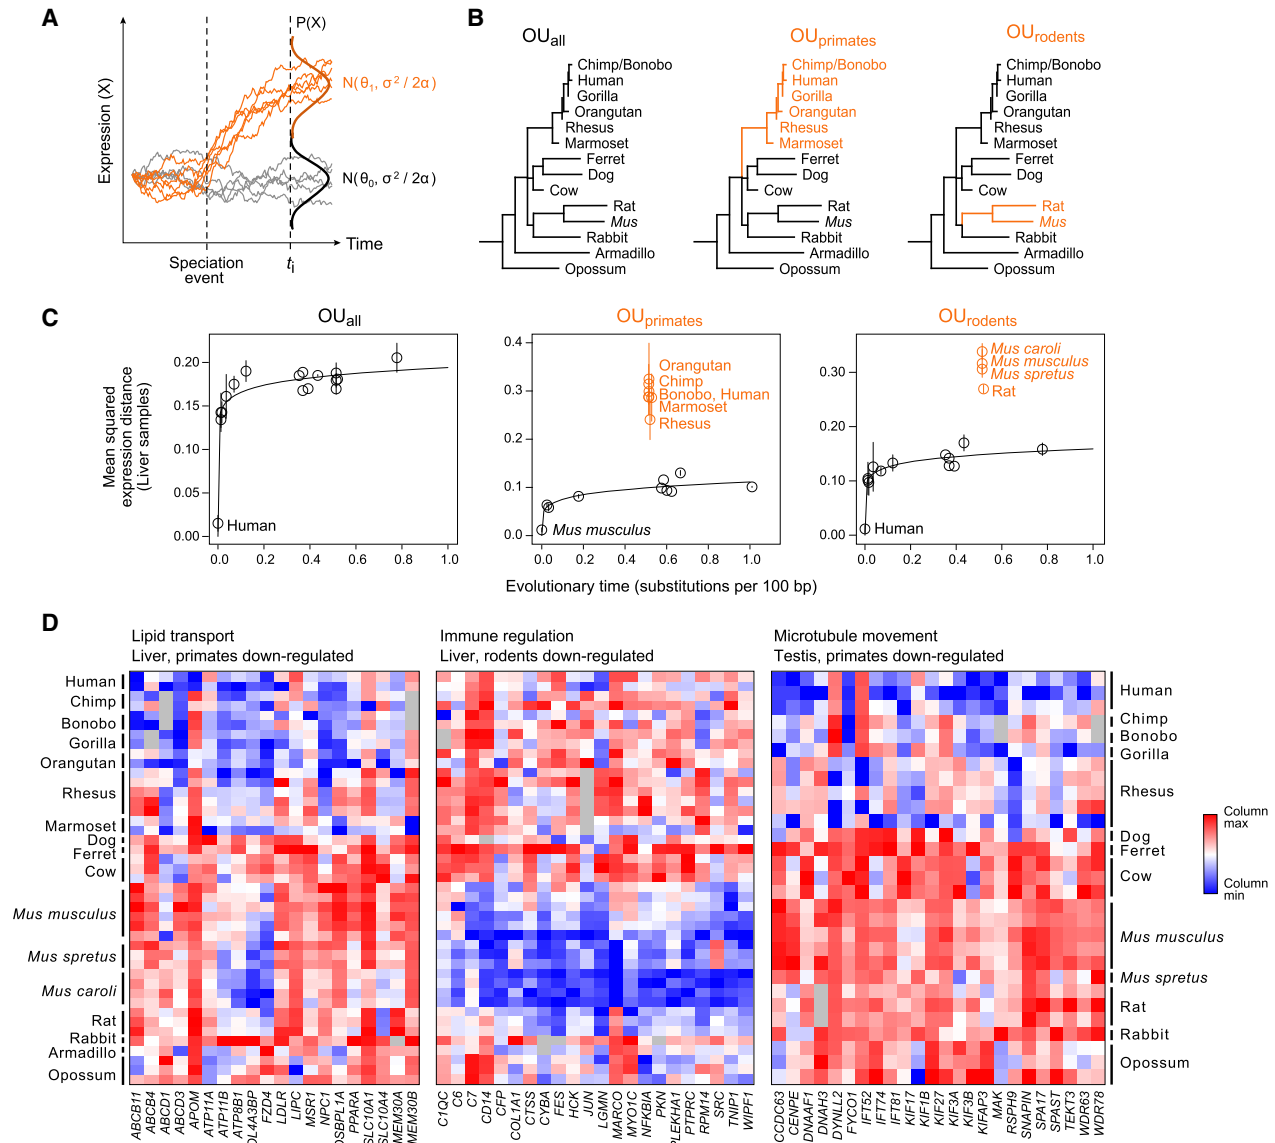 A
Expression (X)
P(X)
N(θ1, σ2 / 2α)
N(θ0, σ2 / 2α)
Time
Speciation
event
ti
B
OUall
Chimp/Bonobo
Human
Gorilla
Orangutan
Rhesus
Marmoset
Ferret
Dog
Cow
Rat
Mus
Rabbit
Armadillo
Opossum
OUprimates
Chimp/Bonobo
Human
Gorilla
Orangutan
Rhesus
Marmoset
Ferret
Dog
Cow
Rat
Mus
Rabbit
Armadillo
Opossum
OUrodents
Chimp/Bonobo
Human
Gorilla
Orangutan
Rhesus
Marmoset
Ferret
Dog
Cow
Rat
Mus
Rabbit
Armadillo
Opossum
C
Mean squared
expression distance
(Liver samples)
OUall
0.20
0.15
0.10
0.05
0.00
Human
0.0 0.2 0.4 0.6 0.8 1.0
OUprimates
0.4
0.3
0.2
0.1
0.0
Orangutan
Chimp
Bonobo, Human
Marmoset
Rhesus
Mus musculus
0.0 0.2 0.4 0.6 0.8 1.0
OUrodents
0.30
0.20
0.10
0.00
Mus caroli
Mus musculus
Mus spretus
Rat
Human
0.0 0.2 0.4 0.6 0.8 1.0
Evolutionary time (substitutions per 100 bp)
D
Lipid transport
Liver, primates down-regulated
Immune regulation
Liver, rodents down-regulated
Microtubule movement
Testis, primates down-regulated
Human
Chimp
Bonobo
Gorilla
Orangutan
Rhesus
Marmoset
Dog
Ferret
Cow
Mus musculus
Mus spretus
Mus caroli
Rat
Rabbit
Armadillo
Opossum
Human
Chimp
Bonobo
Gorilla
Rhesus
Dog
Ferret
Cow
Mus musculus
Mus spretus
Rat
Rabbit
Opossum
Column
max
Column
min
ABCB11
ABCB4
ABCD1
ABCD3
APOM
ATP11A
ATP11B
ATP8B1
OL4A3BP
FZD4
LDLR
LIPC
MSR1
NPC1
OSBPL1A
PPARA
SLC10A1
SLC10A4
MEM30A
MEM30B
C1QC
C6
C7
CD14
CFP
COL1A1
CTSS
CYBA
FES
HCK
JUN
LGMN
MARCO
MYO1C
NFKBIA
PKN
PLEKHA1
PTPRC
RPM14
SRC
TNIP1
WIPF1
CCDC63
CENPE
DNAAF1
DNAH3
DYNLL2
FYCO1
IFT52
IFT74
IFT81
KIF17
KIF1B
KIF27
KIF3A
KIF3B
KIFAP3
MAK
RSPH9
SNAPIN
SPA17
SPAST
TEKT3
WDR63
WDR78